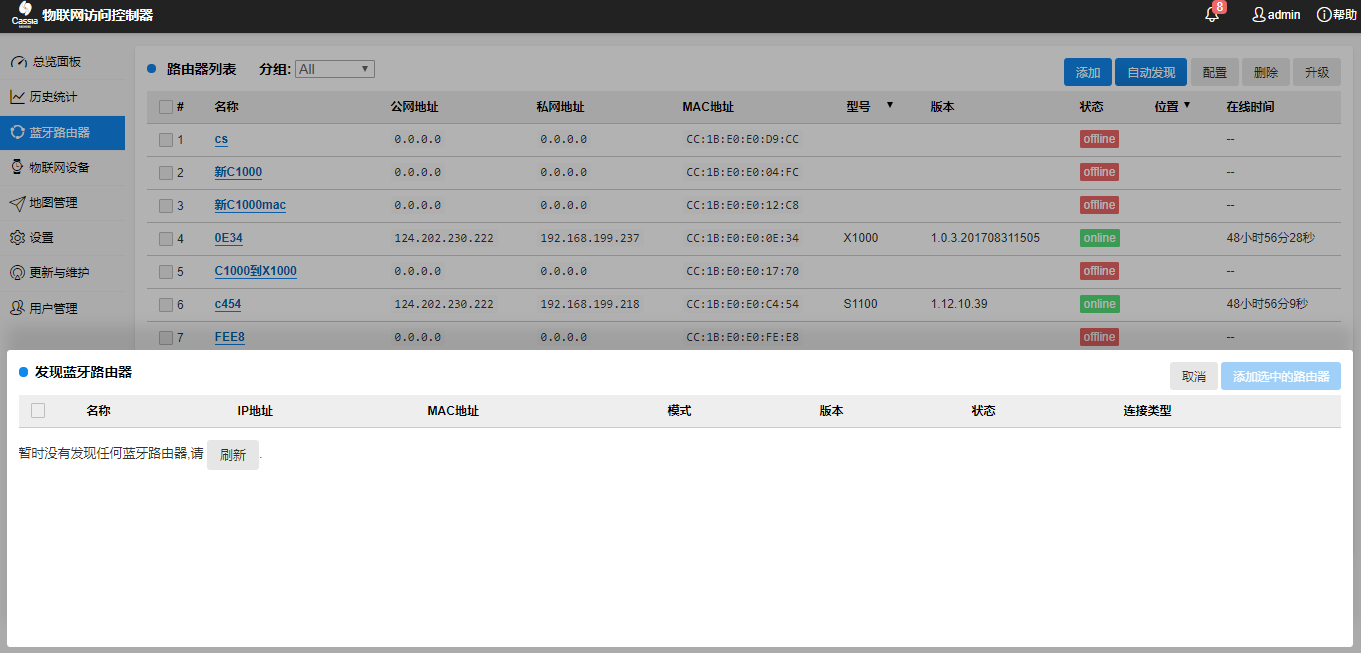 Cassia 物联网访问控制器 8 admin 帮助
总览面板
历史统计
蓝牙路由器
物联网设备
地图管理
设置
更新与维护
用户管理
路由器列表 分组: All 添加 自动发现 配置 删除 升级
# 名称 公网地址 私网地址 MAC地址 型号 版本 状态 位置 在线时间
1 cs 0.0.0.0 0.0.0.0 CC:1B:E0:E0:D9:CC offline --
2 新C1000 0.0.0.0 0.0.0.0 CC:1B:E0:E0:04:FC offline --
3 新C1000mac 0.0.0.0 0.0.0.0 CC:1B:E0:E0:12:C8 offline --
4 0E34 124.202.230.222 192.168.199.237 CC:1B:E0:E0:0E:34 X1000 1.0.3.201708311505 online 48小时56分28秒
5 C1000到X1000 0.0.0.0 0.0.0.0 CC:1B:E0:E0:17:70 offline --
6 c454 124.202.230.222 192.168.199.218 CC:1B:E0:E0:C4:54 S1100 1.12.10.39 online 48小时56分9秒
7 FEE8 0.0.0.0 0.0.0.0 CC:1B:E0:E0:FE:E8 offline --
发现蓝牙路由器 取消 添加选中的路由器
名称 IP地址 MAC地址 模式 版本 状态 连接类型
暂时没有发现任何蓝牙路由器,请 刷新 .